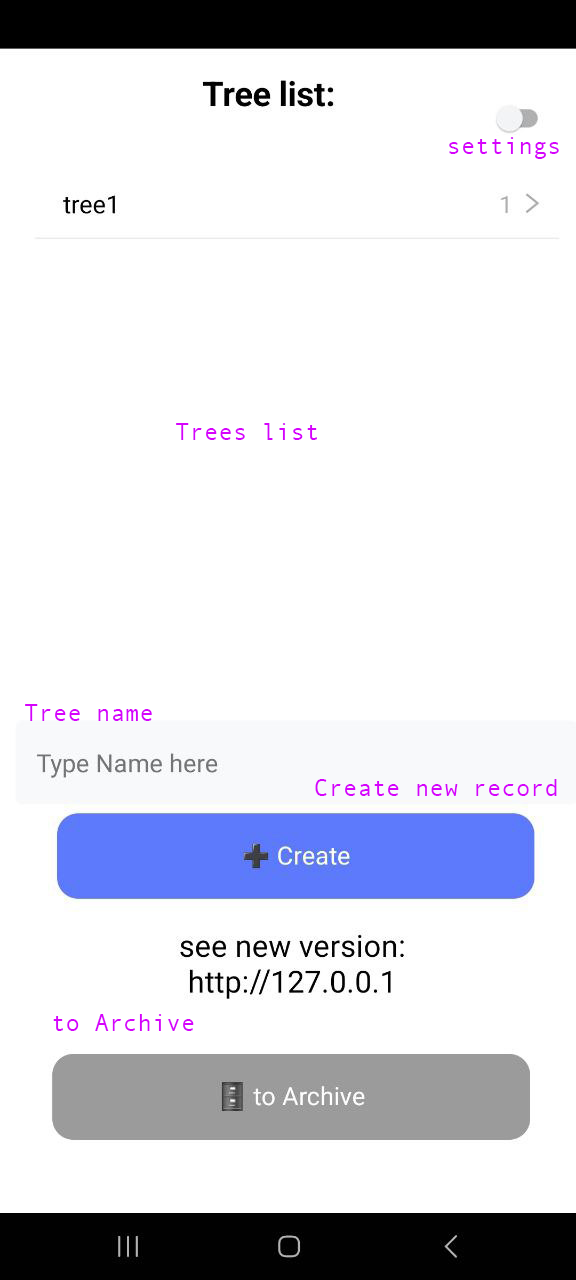 Tree list:
settings
tree1 1
Trees list
Tree name
Type Name here
Create new record
Create
see new version:
http://127.0.0.1
to Archive
to Archive